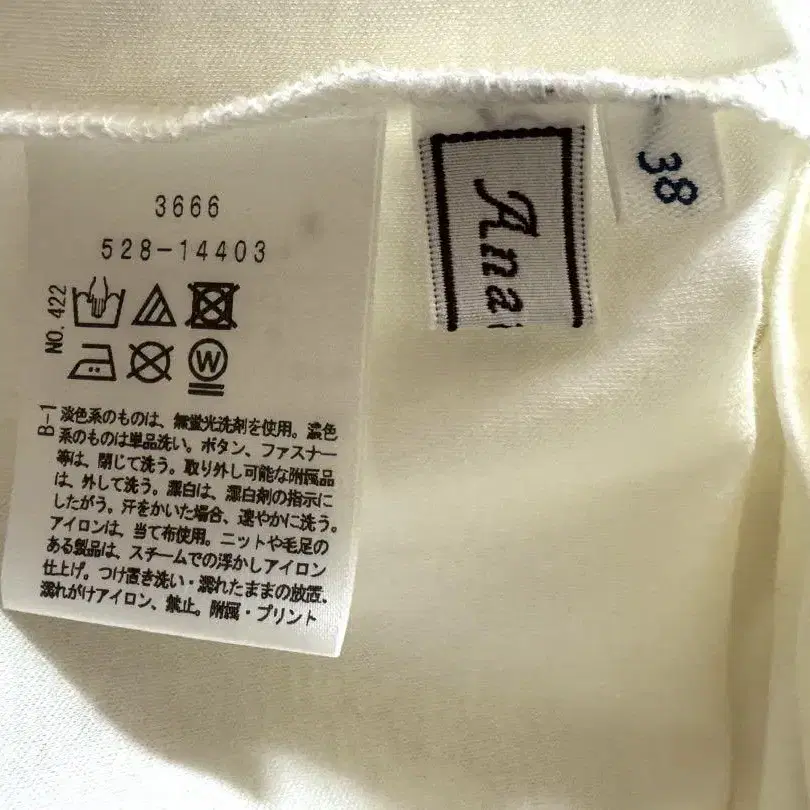 3666
528-14403
NO. 422
W
B-1
淡色系のものは、無蛍光洗剤を使用。濃色
系のものは単品洗い。ボタン、ファスナー
等は、閉じて洗う。取り外し可能な附属品
は、外して洗う。漂白は、漂白剤の指示に
したがう。汗をかいた場合、速やかに洗う。
アイロンは、当て布使用。ニットや毛足の
ある製品は、スチームでの浮かしアイロン
仕上げ。つけ置き洗い・濡れたままの放置、
濡れがけアイロン、禁止。附属・プリント
Ana
38